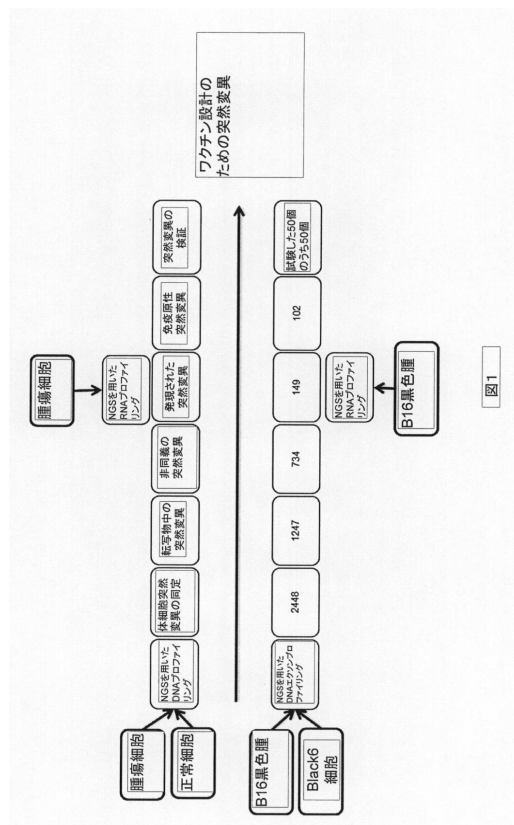 腫瘍細胞
正常細胞
NGSを用いた
DNAプロファイ
リング
体細胞突然
変異の同定
転写物中の
突然変異
非同義の
突然変異
腫瘍細胞
NGSを用いた
RNAプロファイ
リング
発現された
突然変異
免疫原性
突然変異
突然変異の
検証
ワクチン設計の
ための突然変異
B16黒色腫
Black6
細胞
NGSを用いた
DNAエクソンプロ
ファイリング
2448
1247
734
149
102
試験した50個
のうち50個
NGSを用いた
RNAプロファイ
リング
B16黒色腫
図1